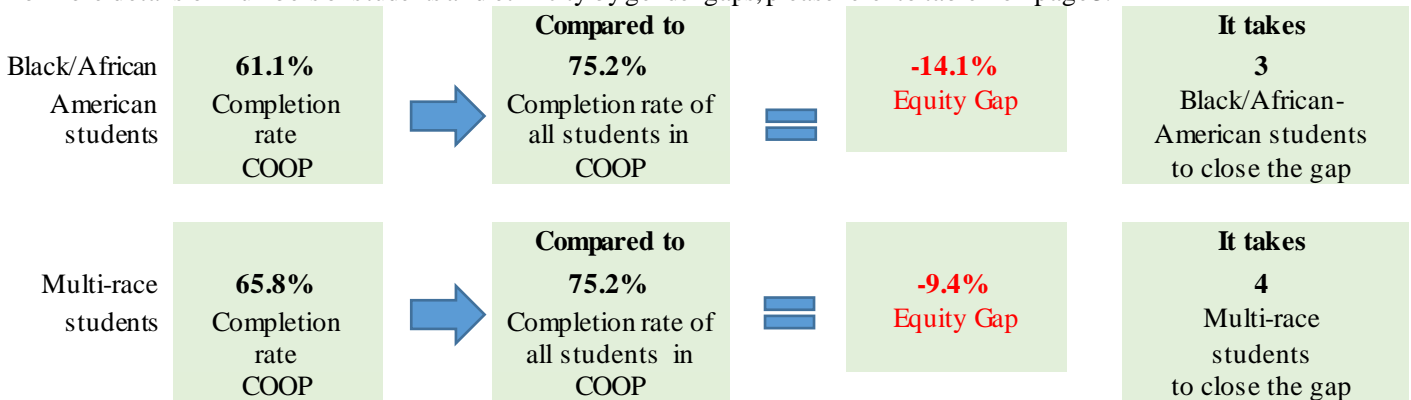 Compared to
It takes
Black/African
61.1%
75.2%
-14.1%
3
American
Completion
Completion rate of
Equity Gap
Black/African-
students
rate
all students in
American students
COOP
COOP
to close the gap
Compared to
It takes
Multi-race
65.8%
75.2%
-9.4%
4
students
Completion
Completion rate of
Equity Gap
Multi-race
rate
all students in
students
COOP
COOP
to close the gap